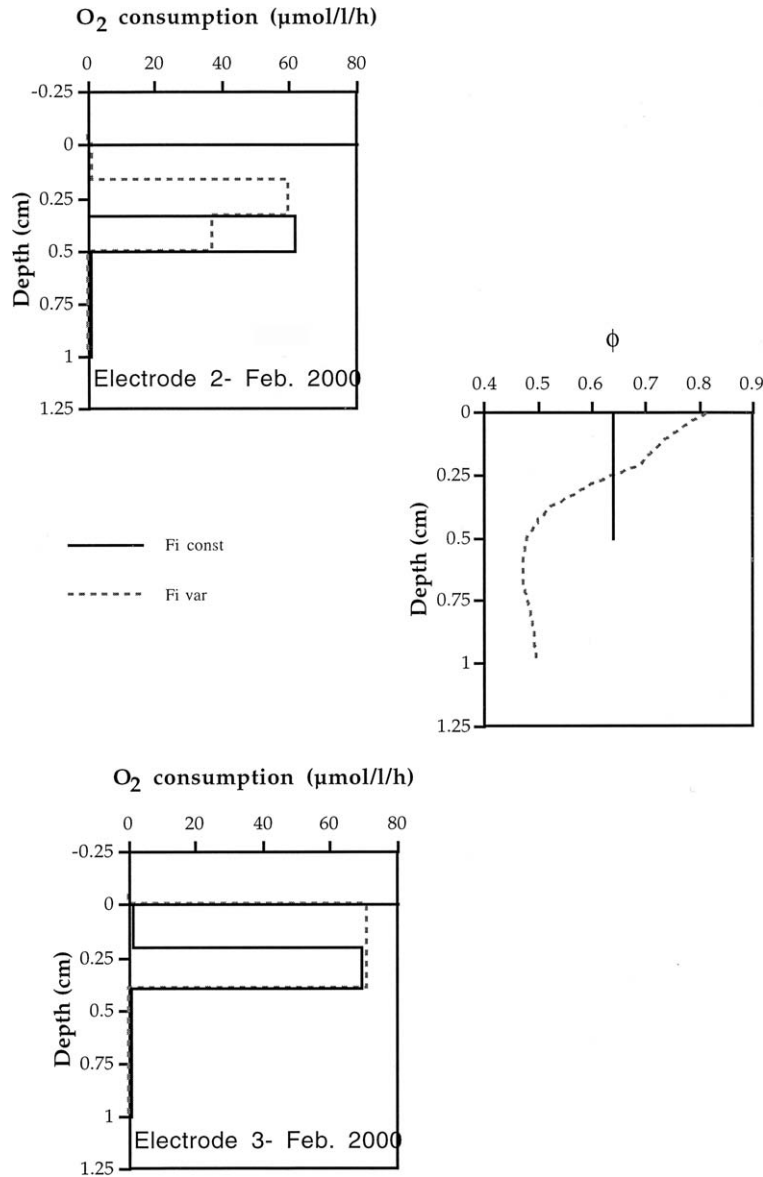 O2 consumption (µmol/l/h)
0 20 40 60 80
-0.25
0
0.25
0.5
0.75
1
1.25
Depth (cm)
Electrode 2- Feb. 2000
Fi const
Fi var
ϕ
0.4 0.5 0.6 0.7 0.8 0.9
0
0.25
0.5
0.75
1
1.25
Depth (cm)
O2 consumption (µmol/l/h)
0 20 40 60 80
-0.25
0
0.25
0.5
0.75
1
1.25
Depth (cm)
Electrode 3- Feb. 2000